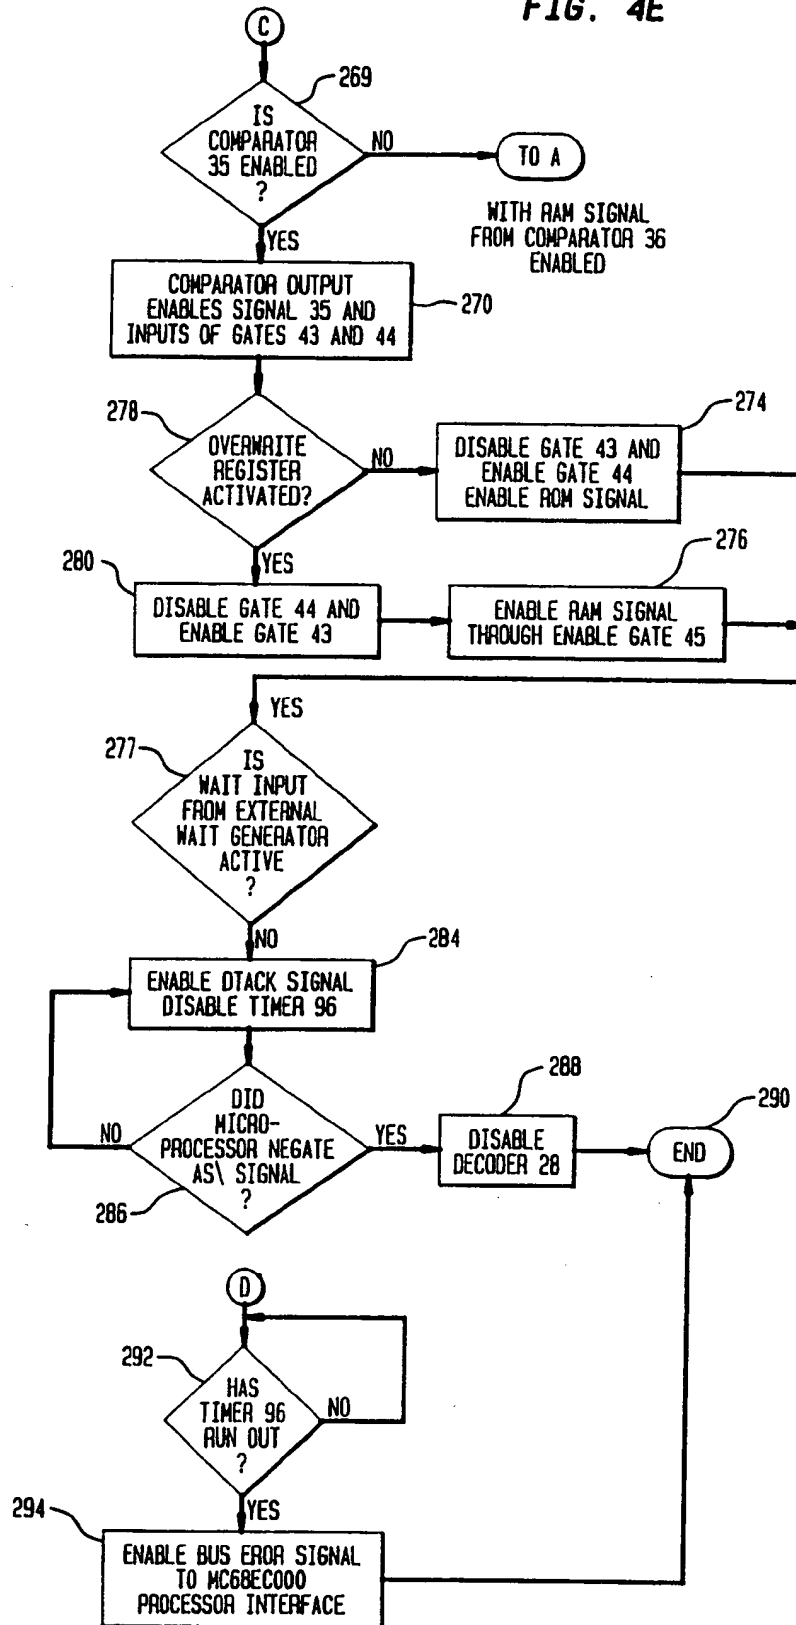 FIG. 4E
C
269
IS
COMPARATOR
35 ENABLED
?
NO
TO A
WITH RAM SIGNAL
FROM COMPARATOR 36
ENABLED
YES
COMPARATOR OUTPUT
ENABLES SIGNAL 35 AND
INPUTS OF GATES 43 AND 44
270
278
OVERWRITE
REGISTER
ACTIVATED?
NO
274
DISABLE GATE 43 AND
ENABLE GATE 44
ENABLE ROM SIGNAL
YES
280
DISABLE GATE 44 AND
ENABLE GATE 43
276
ENABLE RAM SIGNAL
THROUGH ENABLE GATE 45
YES
277
IS
WAIT INPUT
FROM EXTERNAL
WAIT GENERATOR
ACTIVE
?
NO
284
ENABLE DTACK SIGNAL
DISABLE TIMER 96
DID
MICRO-
PROCESSOR NEGATE
AS\ SIGNAL
?
NO
YES
286
288
DISABLE
DECODER 28
290
END
D
292
HAS
TIMER 96
RUN OUT
?
NO
YES
294
ENABLE BUS EROR SIGNAL
TO MC68EC000
PROCESSOR INTERFACE